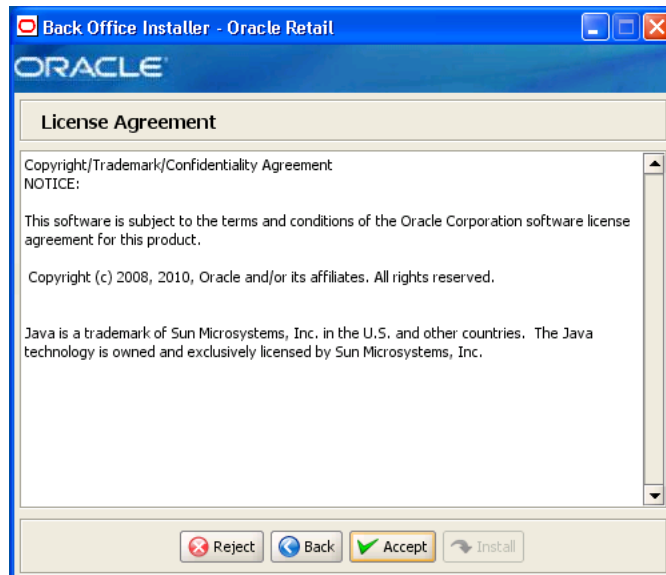 Back Office Installer - Oracle Retail
ORACLE
License Agreement
Copyright/Trademark/Confidentiality Agreement
NOTICE:
This software is subject to the terms and conditions of the Oracle Corporation software license
agreement for this product.
Copyright (c) 2008, 2010, Oracle and/or its affiliates. All rights reserved.
Java is a trademark of Sun Microsystems, Inc. in the U.S. and other countries.  The Java
technology is owned and exclusively licensed by Sun Microsystems, Inc.
Reject Back Accept Install